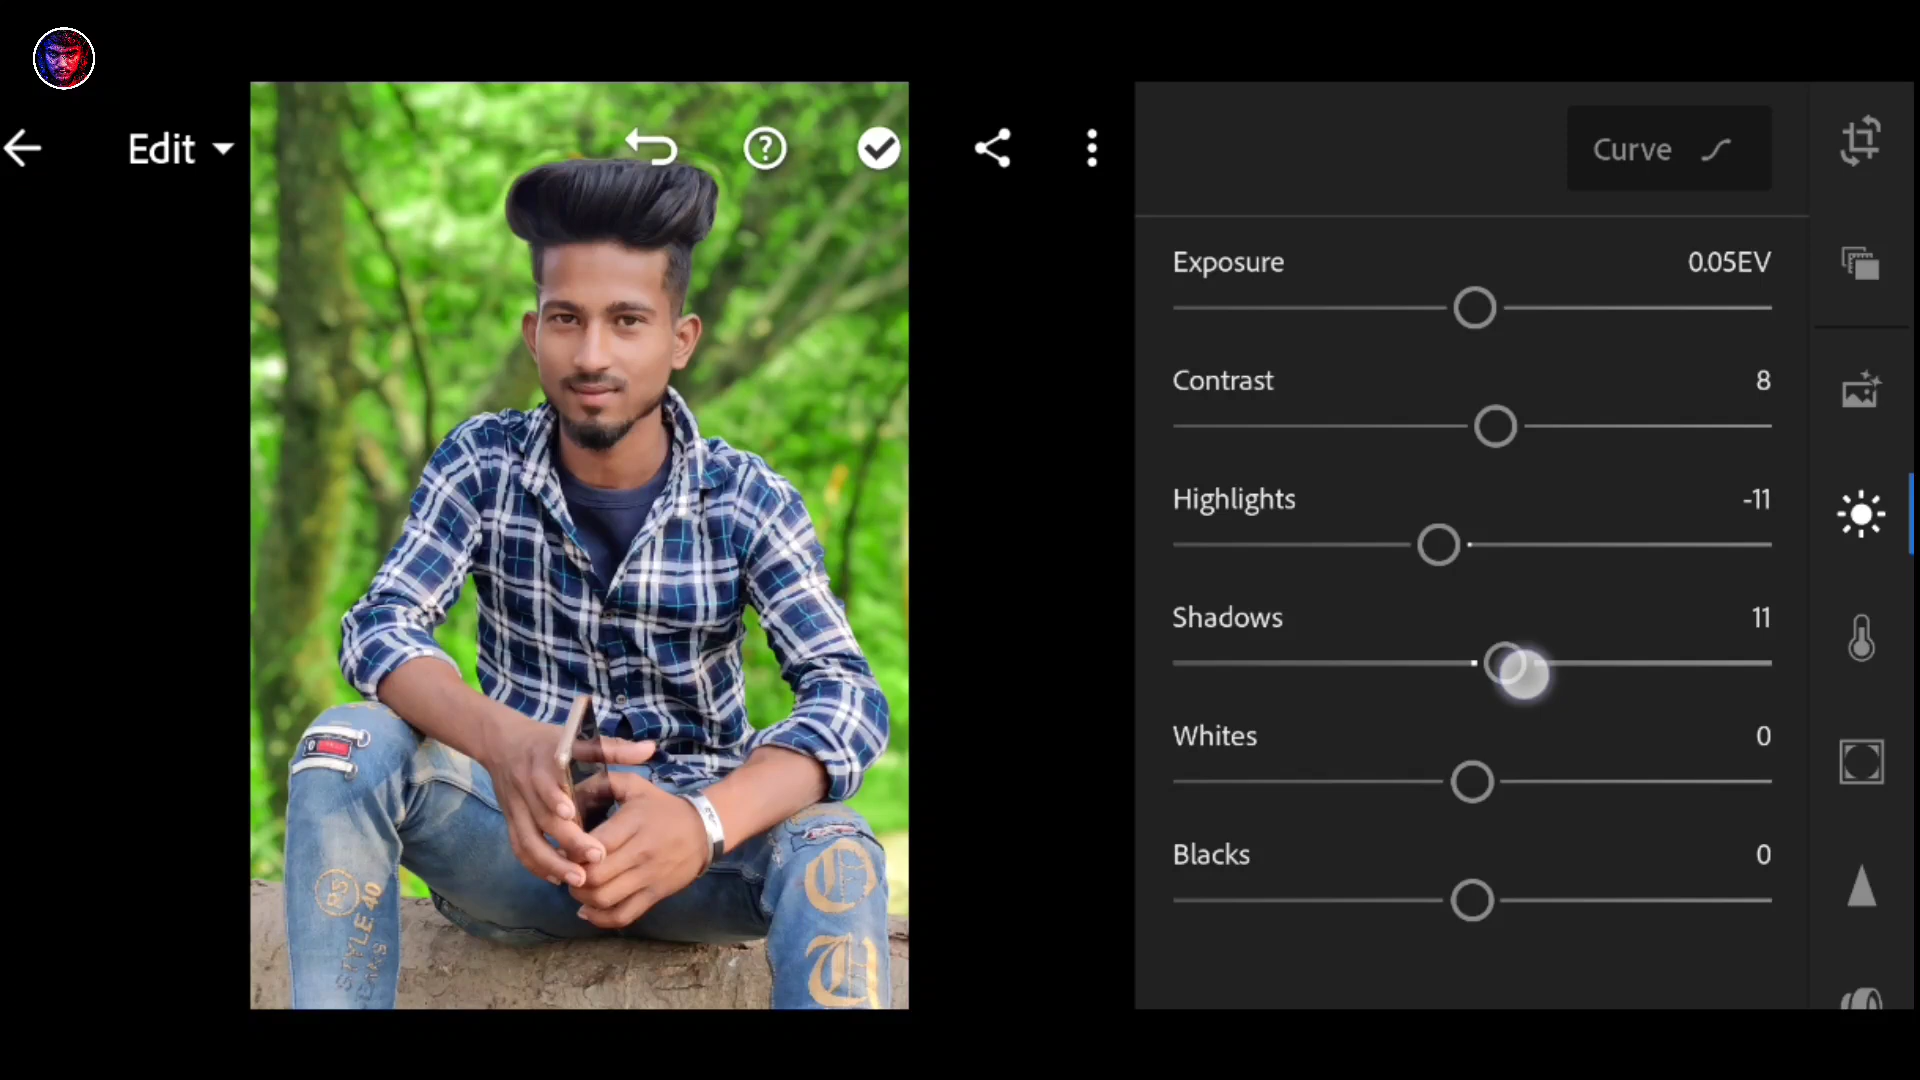 Edit
Curve
Exposure 0.05EV
Contrast 8
Highlights -11
Shadows 11
Whites 0
Blacks 0
STYLE 40